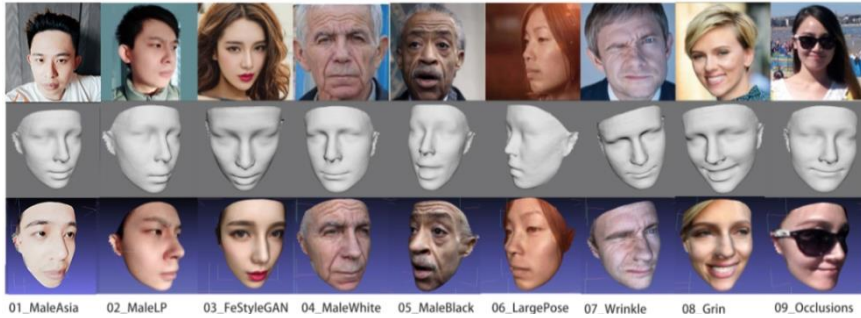 01_MaleAsia 02_MaleLP 03_FeStyleGAN 04_MaleWhite 05_MaleBlack 06_LargePose 07_Wrinkle 08_Grin 09_Occlusions